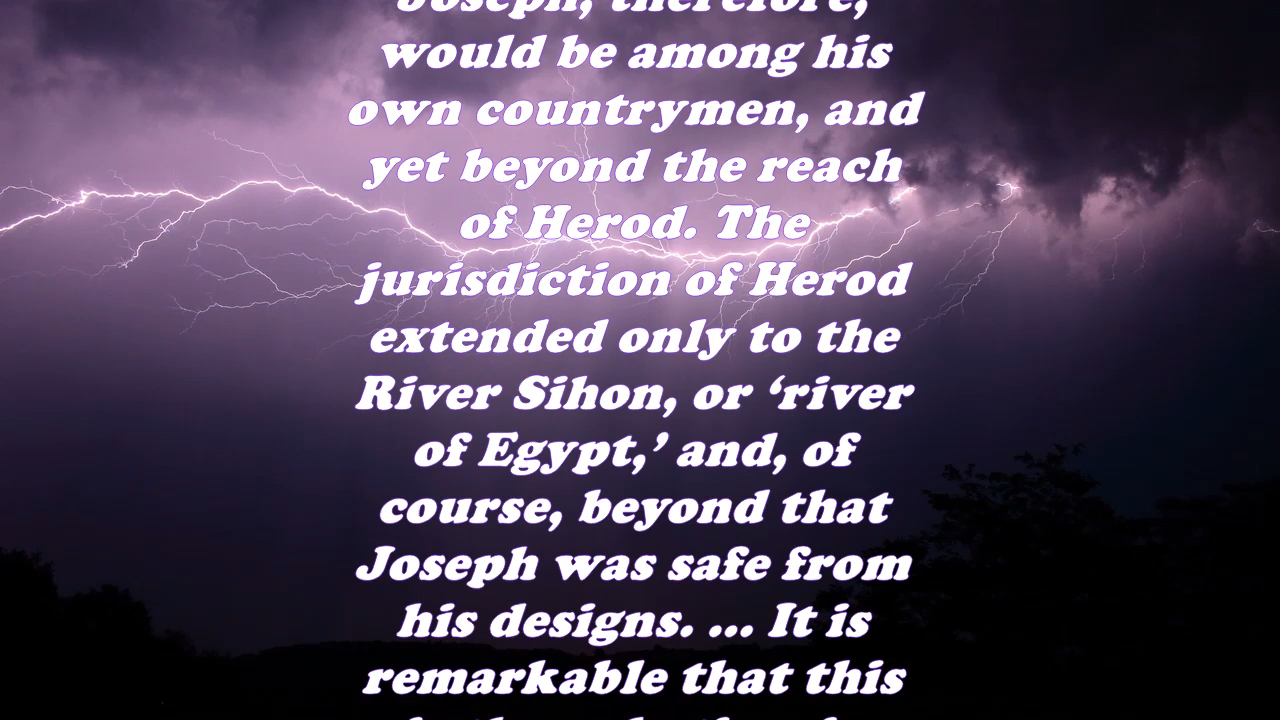 Joseph, therefore,
would be among his
own countrymen, and
yet beyond the reach
of Herod. The
jurisdiction of Herod
extended only to the
River Sihon, or ‘river
of Egypt,’ and, of
course, beyond that
Joseph was safe from
his designs. ... It is
remarkable that this